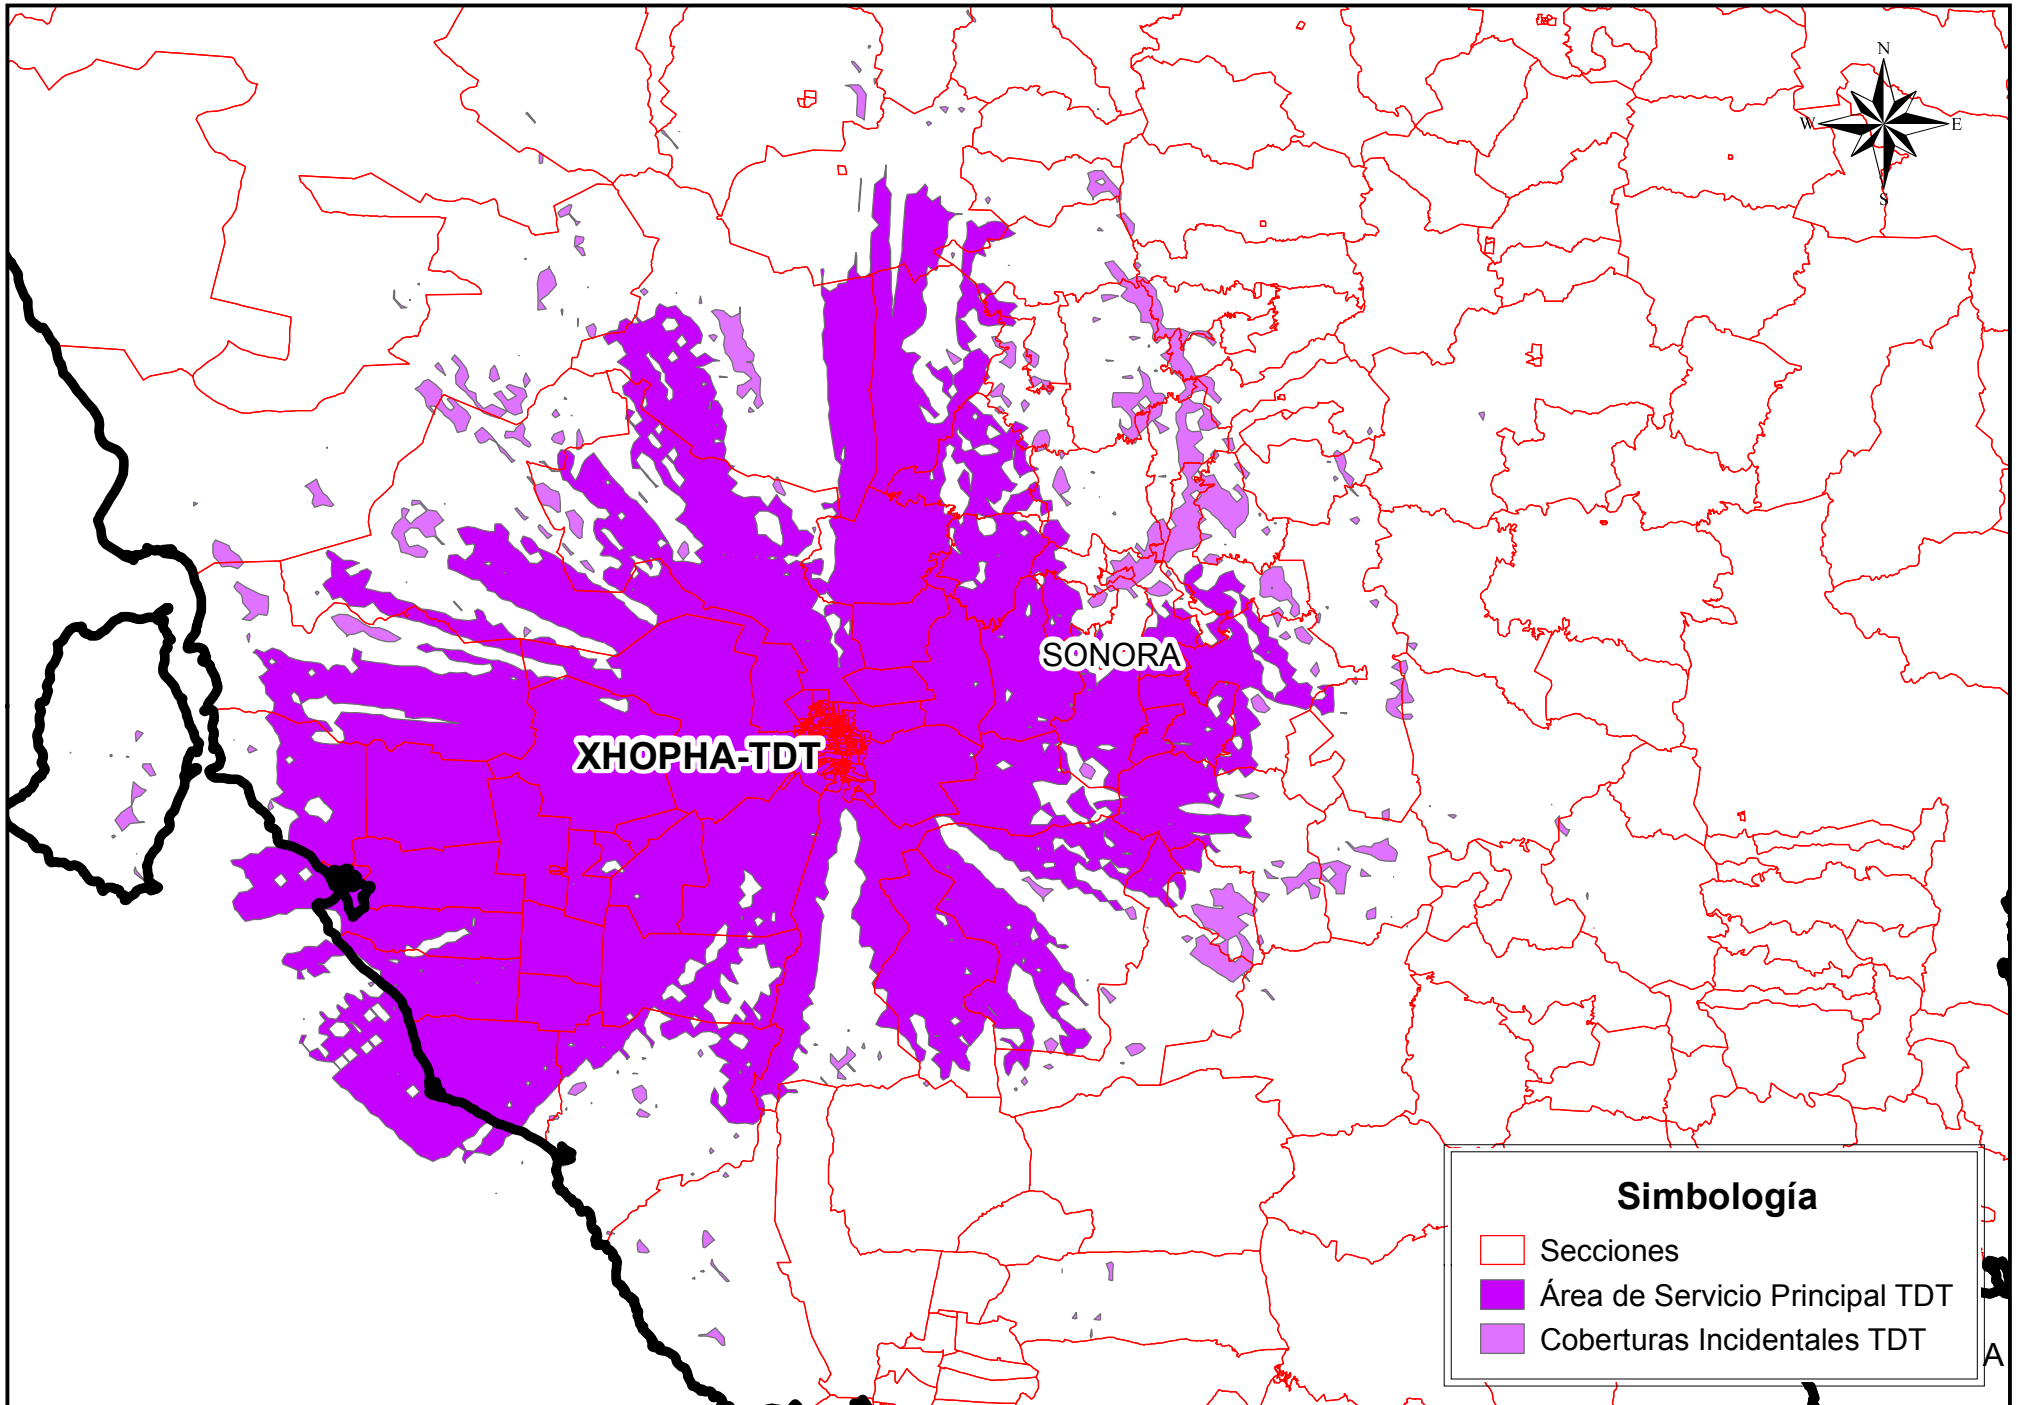 N
W E
S
SONORA
XHOPHA-TDT
Simbología
Secciones
Área de Servicio Principal TDT
Coberturas Incidentales TDT
A